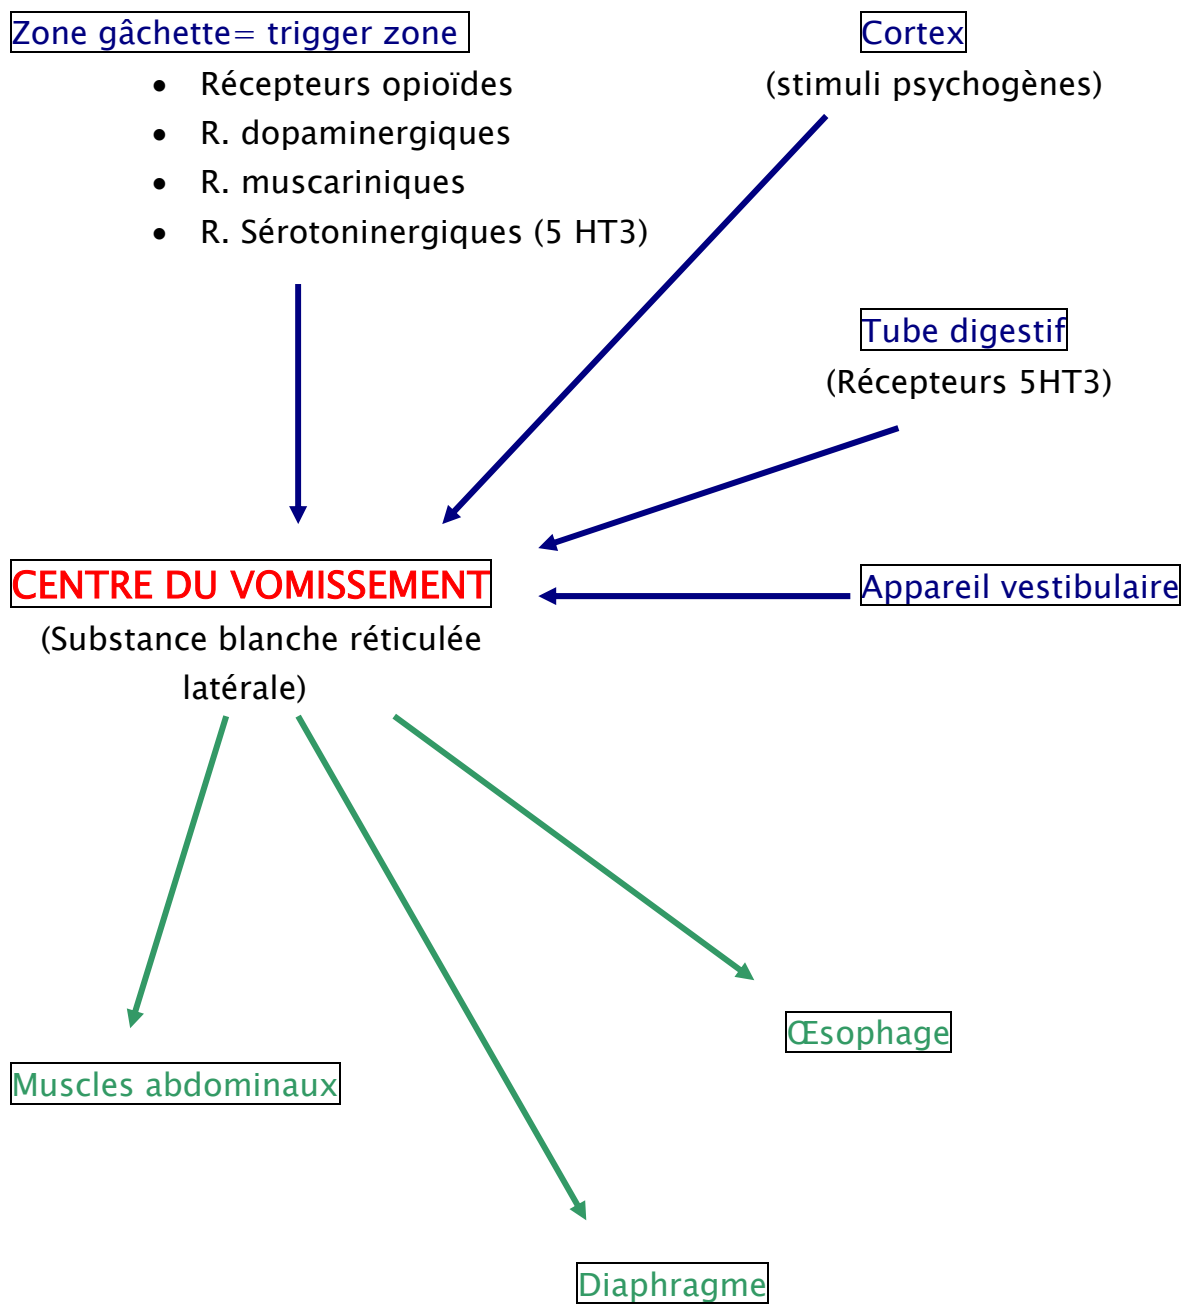 Zone gâchette= trigger zone
Cortex
• Récepteurs opioïdes
(stimuli psychogènes)
• R. dopaminergiques
• R. muscariniques
• R. Sérotoninergiques (5 HT3)
Tube digestif
(Récepteurs 5HT3)
CENTRE DU VOMISSEMENT
Appareil vestibulaire
(Substance blanche réticulée
latérale)
Œsophage
Muscles abdominaux
Diaphragme